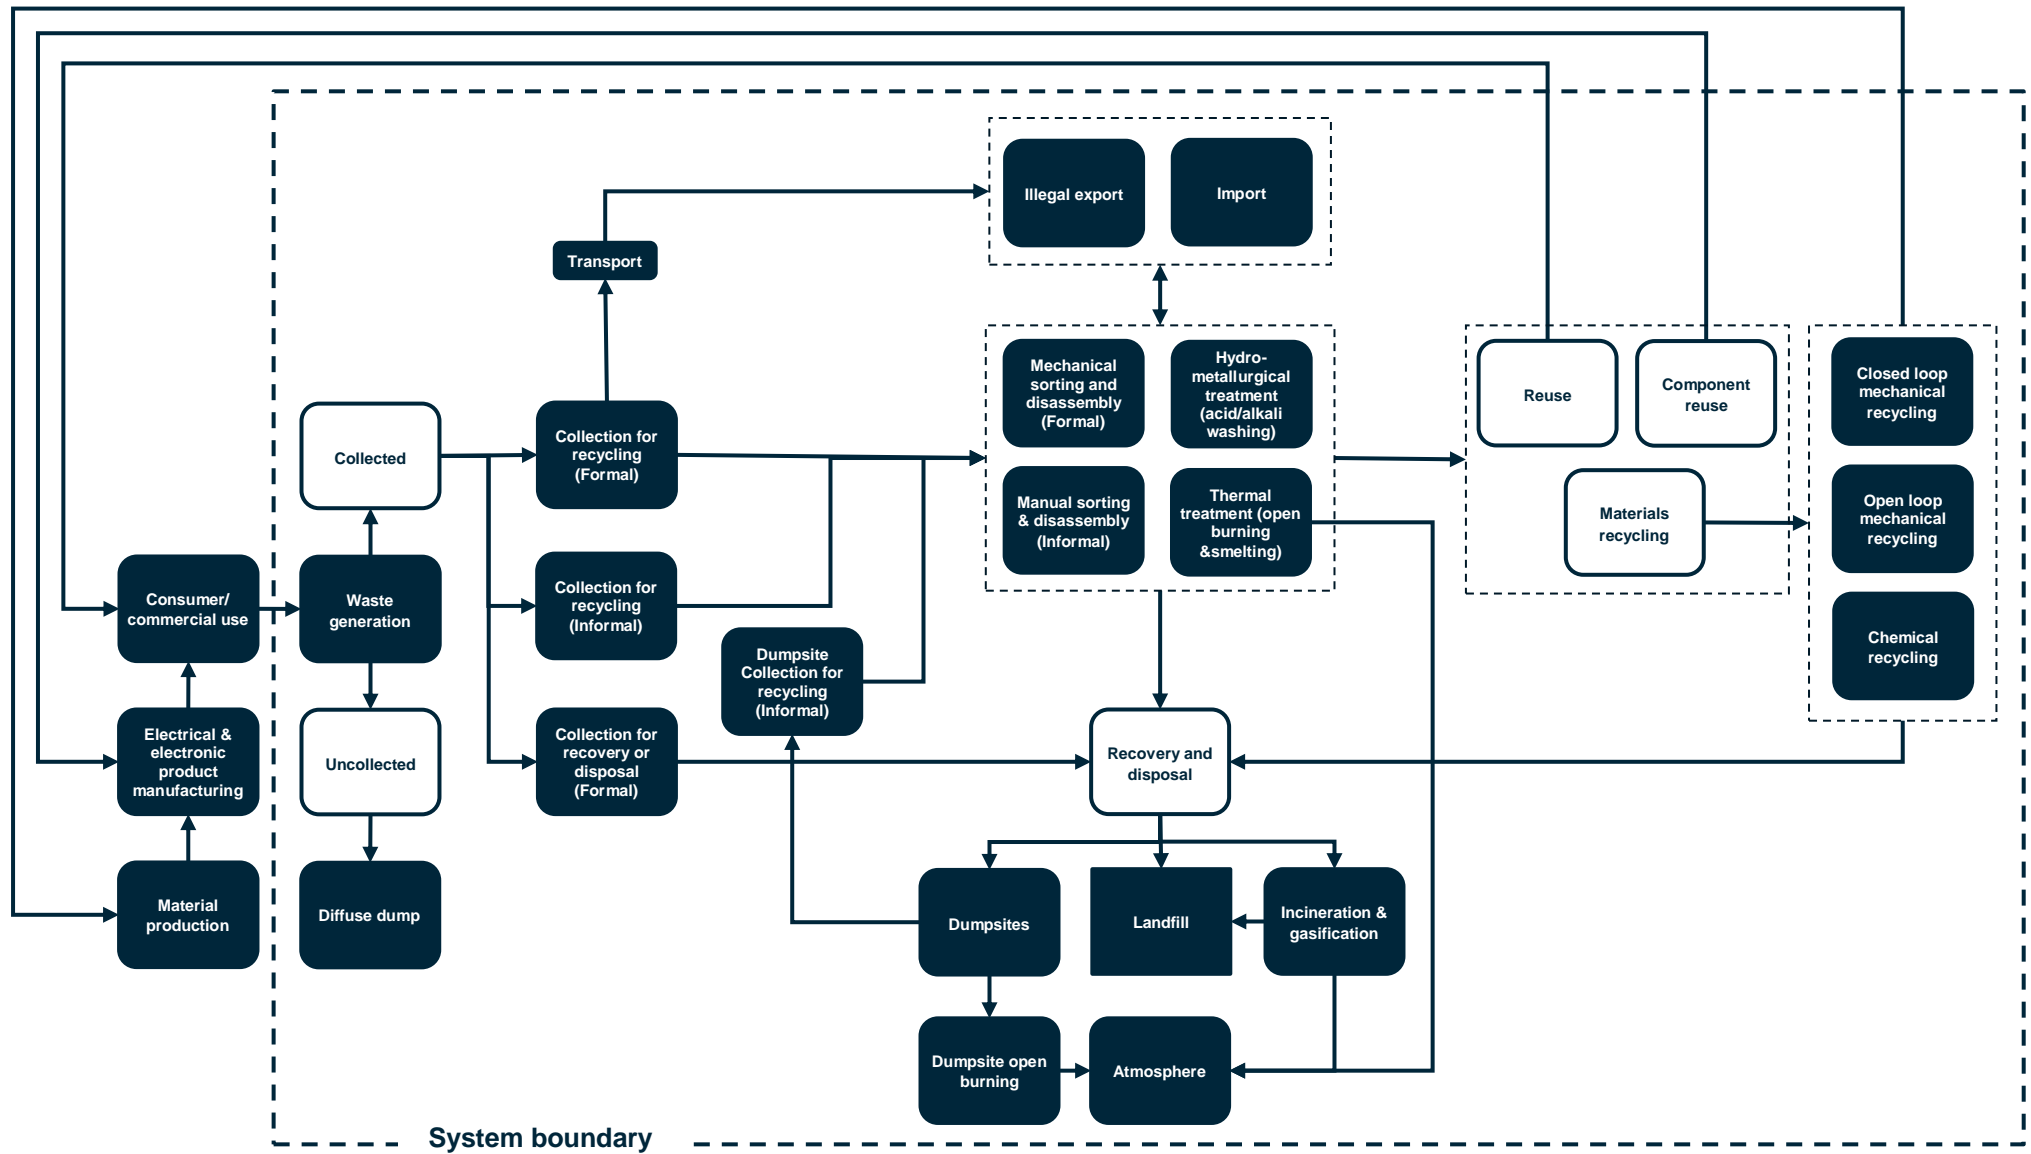 Illegal export
Import
Transport
Mechanical
sorting and
disassembly
(Formal)
Hydro-
metallurgical
treatment
(acid/alkali
washing)
Manual sorting
& disassembly
(Informal)
Thermal
treatment (open
burning
&smelting)
Reuse
Component
reuse
Materials
recycling
Closed loop
mechanical
recycling
Open loop
mechanical
recycling
Chemical
recycling
Collected
Collection for
recycling
(Formal)
Consumer/
commercial use
Waste
generation
Collection for
recycling
(Informal)
Dumpsite
Collection for
recycling
(Informal)
Electrical &
electronic
product
manufacturing
Uncollected
Collection for
recovery or
disposal
(Formal)
Recovery and
disposal
Material
production
Diffuse dump
Dumpsites
Landfill
Incineration &
gasification
Dumpsite open
burning
Atmosphere
System boundary